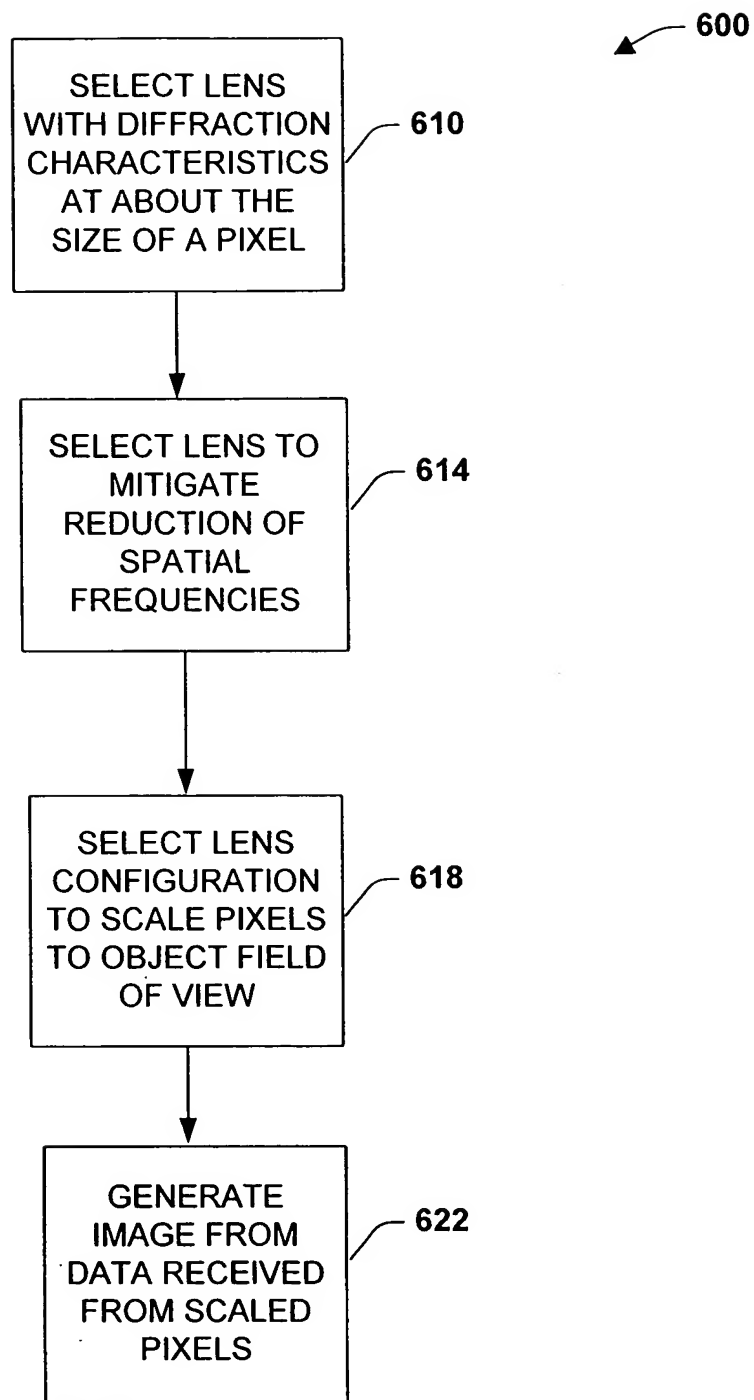 600
SELECT LENS
WITH DIFFRACTION
CHARACTERISTICS
AT ABOUT THE
SIZE OF A PIXEL
610
SELECT LENS TO
MITIGATE
REDUCTION OF
SPATIAL
FREQUENCIES
614
SELECT LENS
CONFIGURATION
TO SCALE PIXELS
TO OBJECT FIELD
OF VIEW
618
GENERATE
IMAGE FROM
DATA RECEIVED
FROM SCALED
PIXELS
622